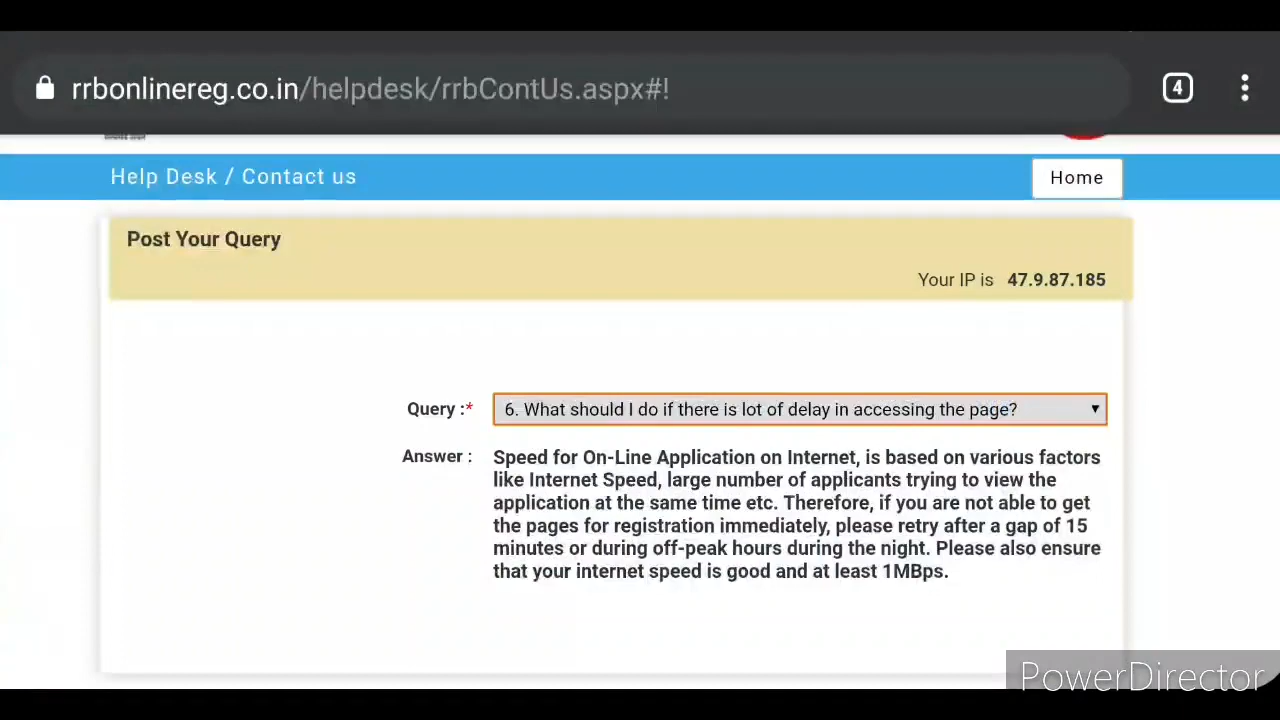 rrbonlinereg.co.in/helpdesk/rrbContUs.aspx#!
4
Help Desk / Contact us
Home
Post Your Query
Your IP is 47.9.87.185
Query :* 6. What should I do if there is lot of delay in accessing the page?
Answer : Speed for On-Line Application on Internet, is based on various factors
like Internet Speed, large number of applicants trying to view the
application at the same time etc. Therefore, if you are not able to get
the pages for registration immediately, please retry after a gap of 15
minutes or during off-peak hours during the night. Please also ensure
that your internet speed is good and at least 1MBps.
PowerDirector